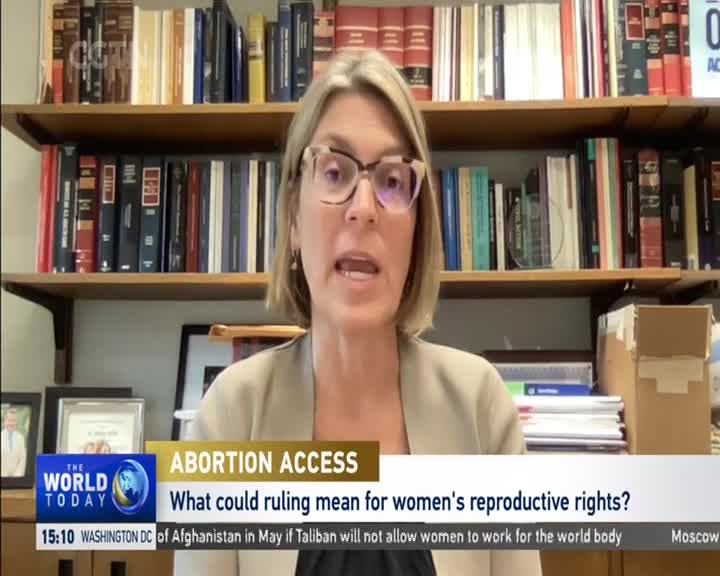 CGTN
ABORTION ACCESS
What could ruling mean for women's reproductive rights?
THE
WORLD
TODAY
15:10 WASHINGTON DC of Afghanistan in May if Taliban will not allow women to work for the world body Moscow